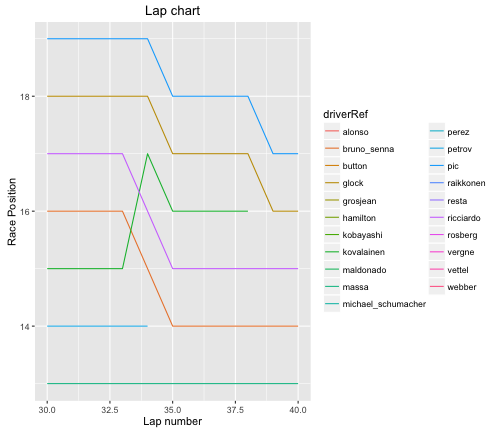 Lap chart
Race Position
18
16
14
30.0 32.5 35.0 37.5 40.0
Lap number
driverRef
alonso
bruno_senna
button
glock
grosjean
hamilton
kobayashi
kovalainen
maldonado
massa
michael_schumacher
perez
petrov
pic
raikkonen
resta
ricciardo
rosberg
vergne
vettel
webber